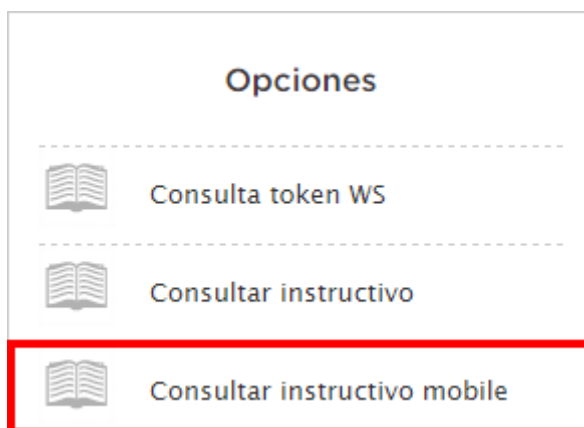 Opciones
Consulta token WS
Consultar instructivo
Consultar instructivo mobile